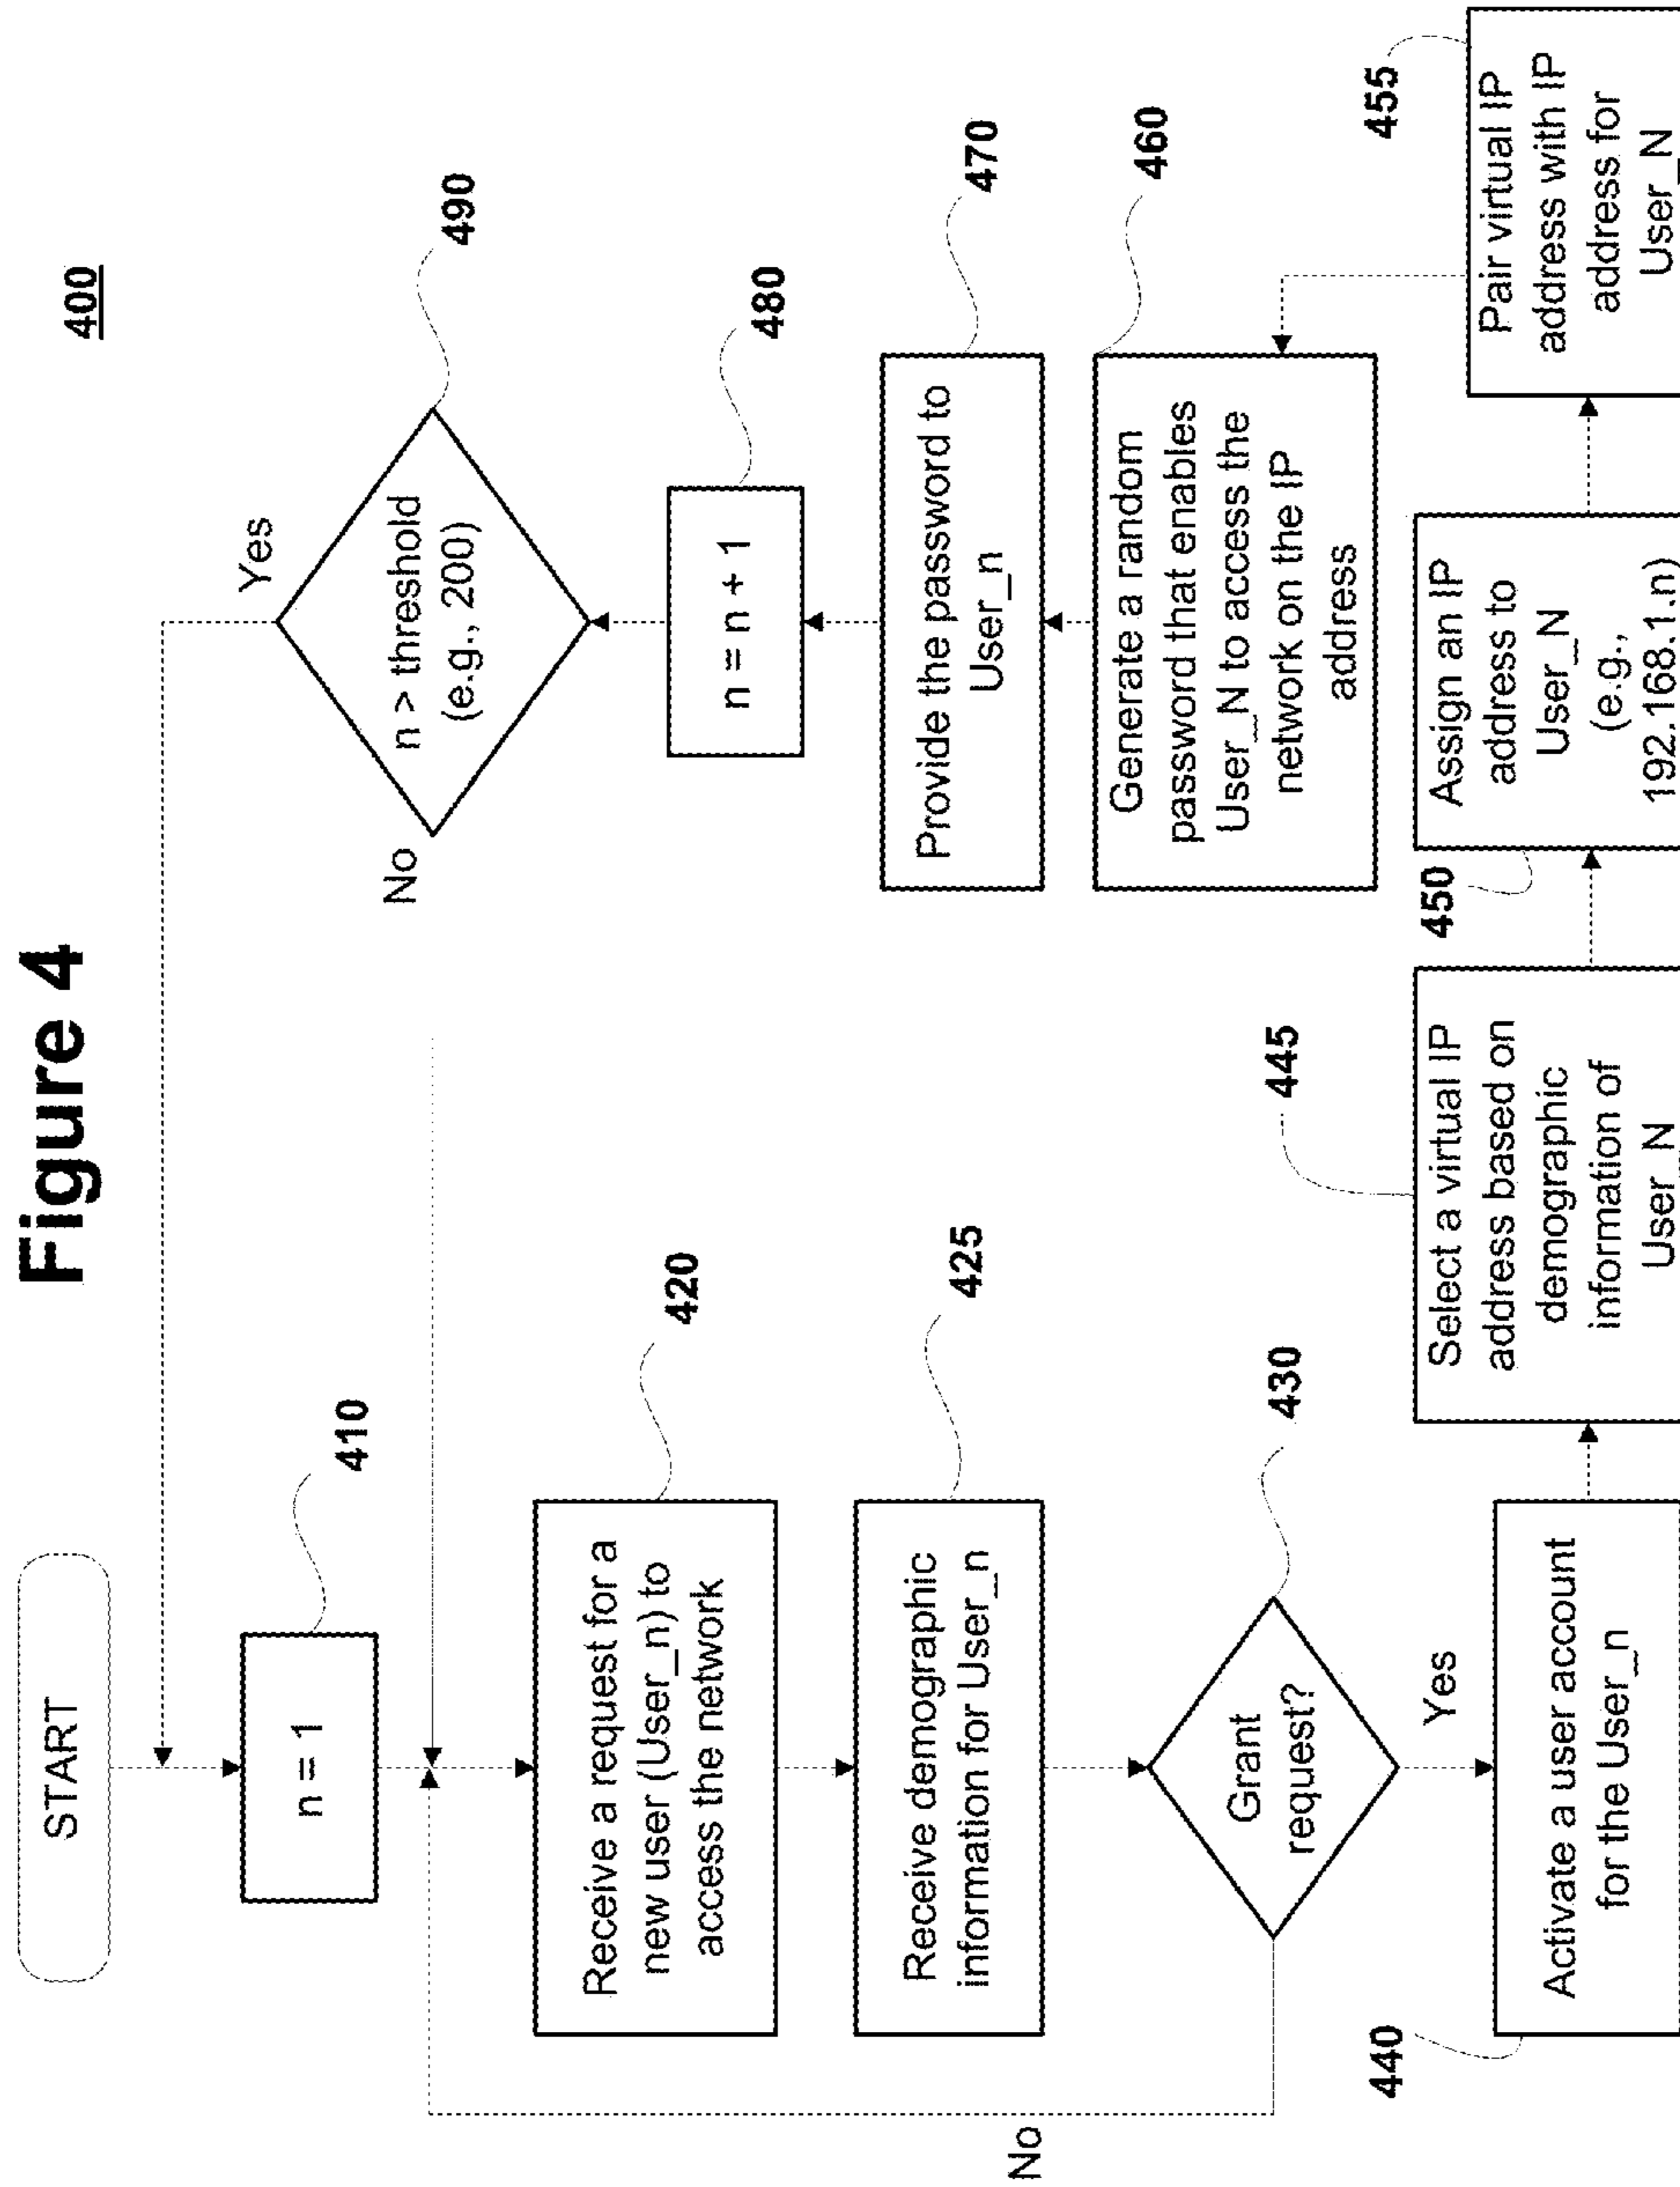 Figure 4
400
START
n = 1
410
Receive a request for a
new user (User_n) to
access the network
420
Receive demographic
information for User_n
425
Grant
request?
430
No
Yes
Activate a user account
for the User_n
440
Select a virtual IP
address based on
demographic
information of
User_N
445
Assign an IP
address to
User_N
(e.g.,
192.168.1.n)
450
Pair virtual IP
address with IP
address for
User_N
455
Generate a random
password that enables
User_N to access the
network on the IP
address
460
Provide the password to
User_n
470
n = n + 1
480
n > threshold
(e.g., 200)
490
Yes
No